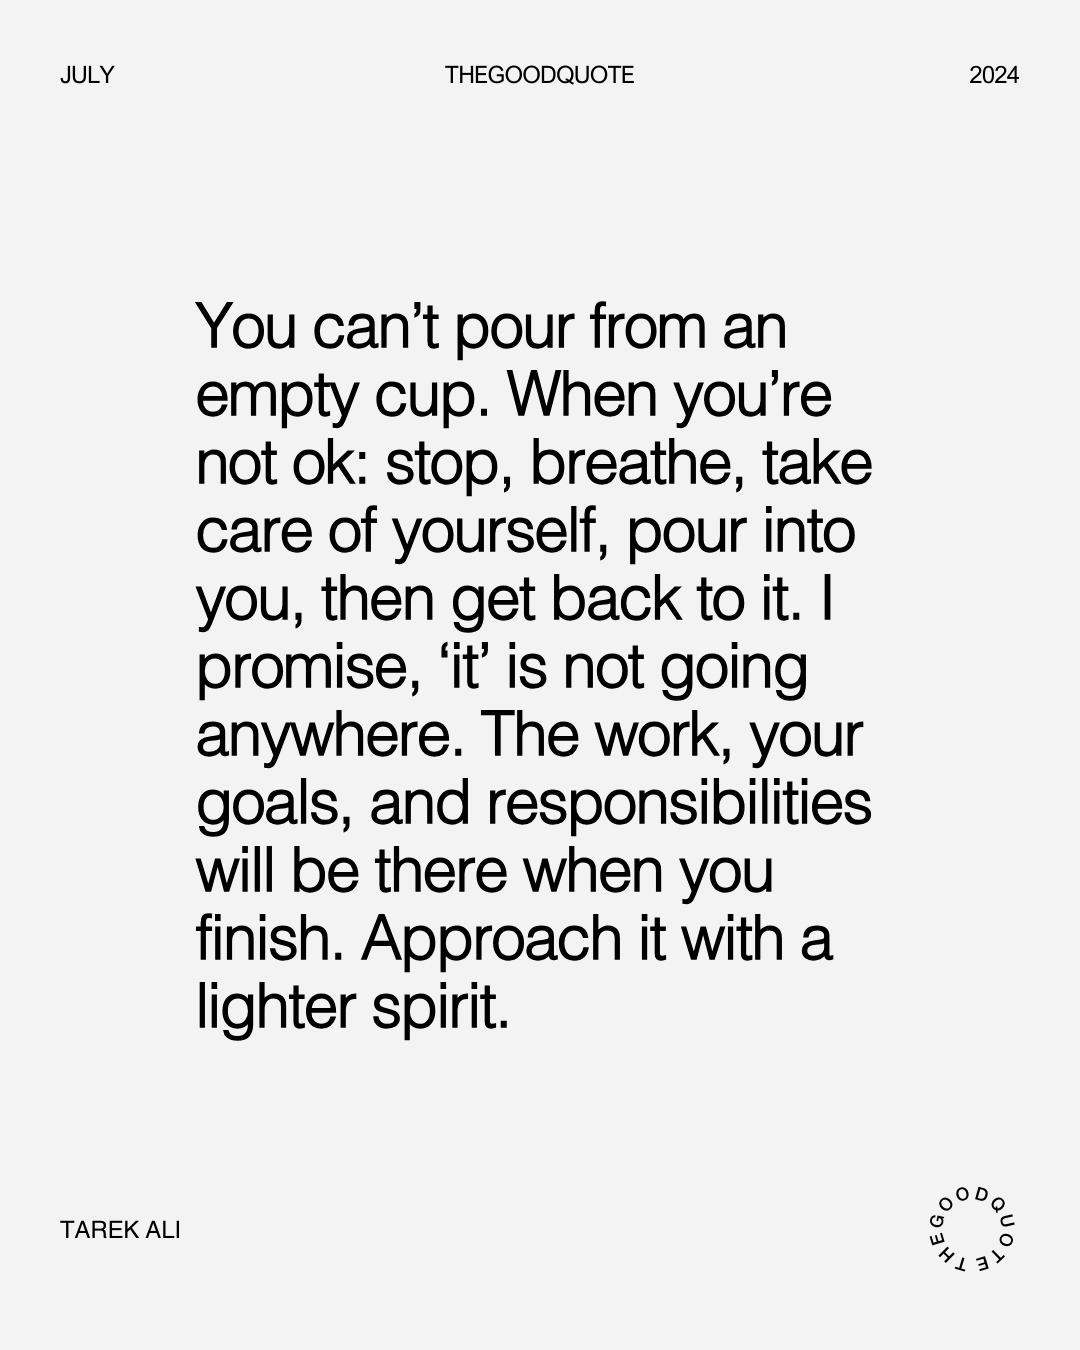 JULY THEGOODQUOTE 2024
You can’t pour from an
empty cup. When you’re
not ok: stop, breathe, take
care of yourself, pour into
you, then get back to it. I
promise, ‘it’ is not going
anywhere. The work, your
goals, and responsibilities
will be there when you
finish. Approach it with a
lighter spirit.
TAREK ALI
THEGOODQUOTE